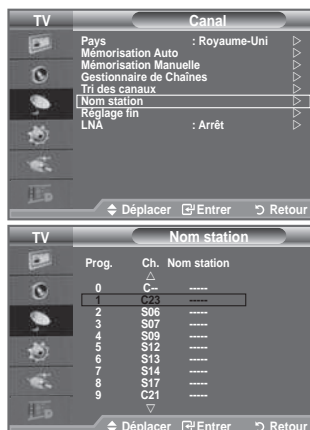 TV Canal
Pays : Royaume-Uni
Mémorisation Auto
Mémorisation Manuelle
Gestionnaire de Chaînes
Tri des canaux
Nom station
Réglage fin
LNA : Arrêt
Déplacer Entrer Retour
TV Nom station
Prog. Ch. Nom station
0 C-- -----
1 C23 -----
2 S06 -----
3 S07 -----
4 S09 -----
5 S12 -----
6 S13 -----
7 S14 -----
8 S17 -----
9 C21 -----
Déplacer Entrer Retour